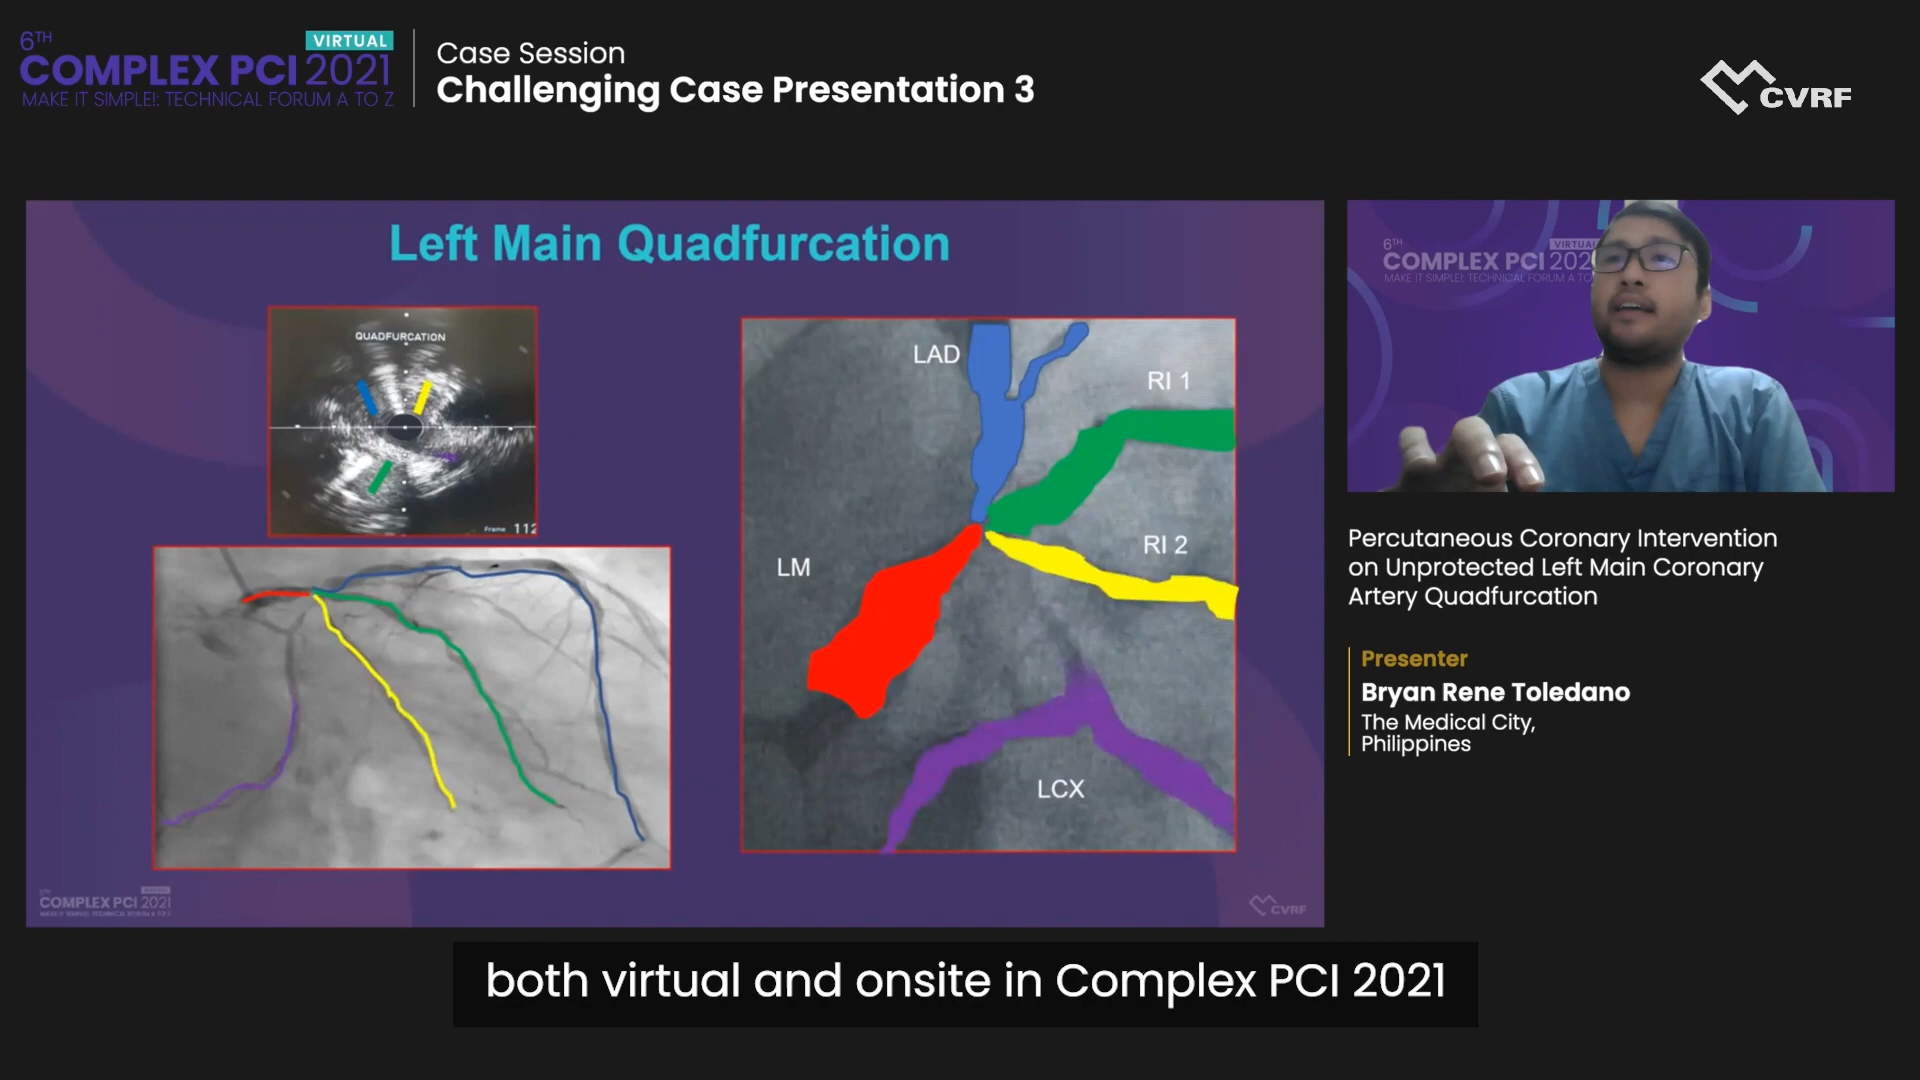 6TH
VIRTUAL
COMPLEX PCI 2021
MAKE IT SIMPLE!: TECHNICAL FORUM A TO Z
Case Session
Challenging Case Presentation 3
CVRF
Left Main Quadfurcation
QUADFURCATION
Frame 112
LAD
RI 1
RI 2
LM
LCX
COMPLEX PCI 2021
MAKE IT SIMPLE!: TECHNICAL FORUM A TO Z
CVRF
6TH
VIRTUAL
COMPLEX PCI 202
MAKE IT SIMPLE!: TECHNICAL FORUM A TO
Percutaneous Coronary Intervention
on Unprotected Left Main Coronary
Artery Quadfurcation
Presenter
Bryan Rene Toledano
The Medical City,
Philippines
both virtual and onsite in Complex PCI 2021